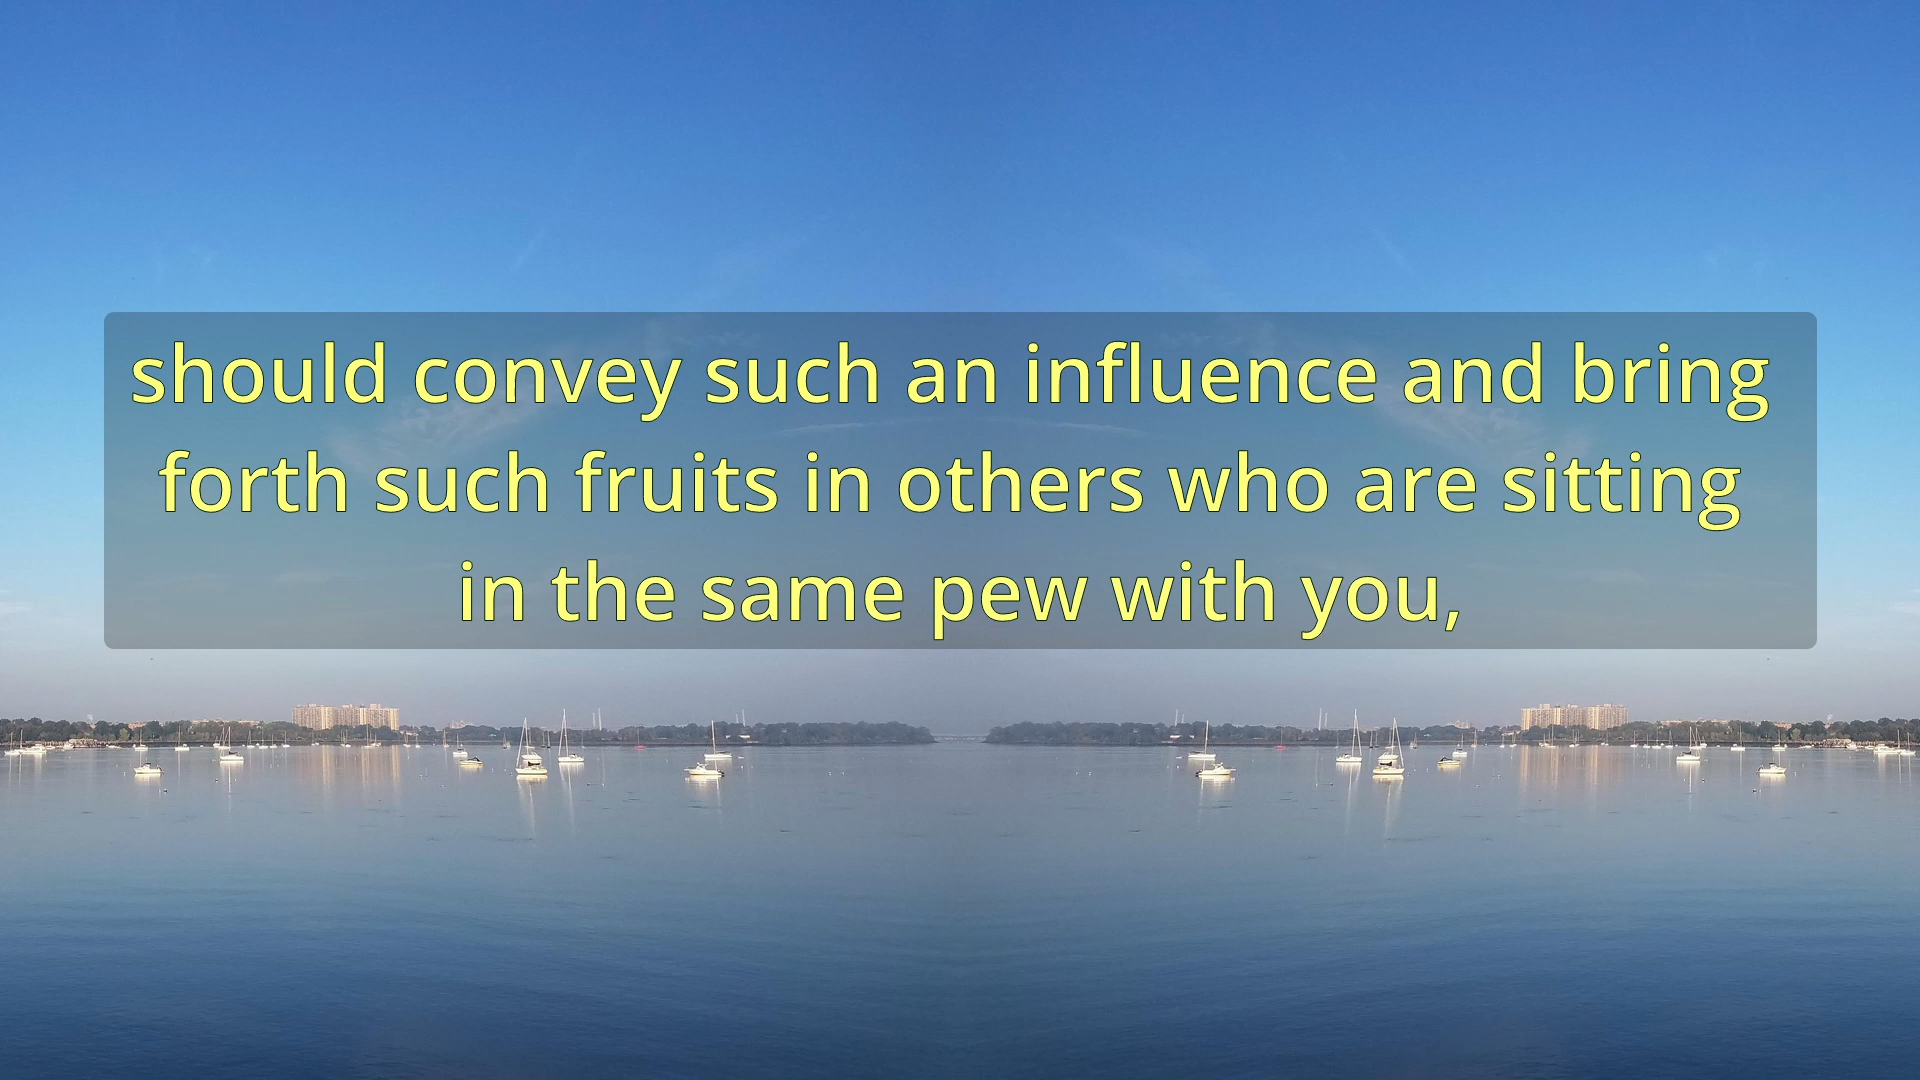 should convey such an influence and bring
forth such fruits in others who are sitting
in the same pew with you,